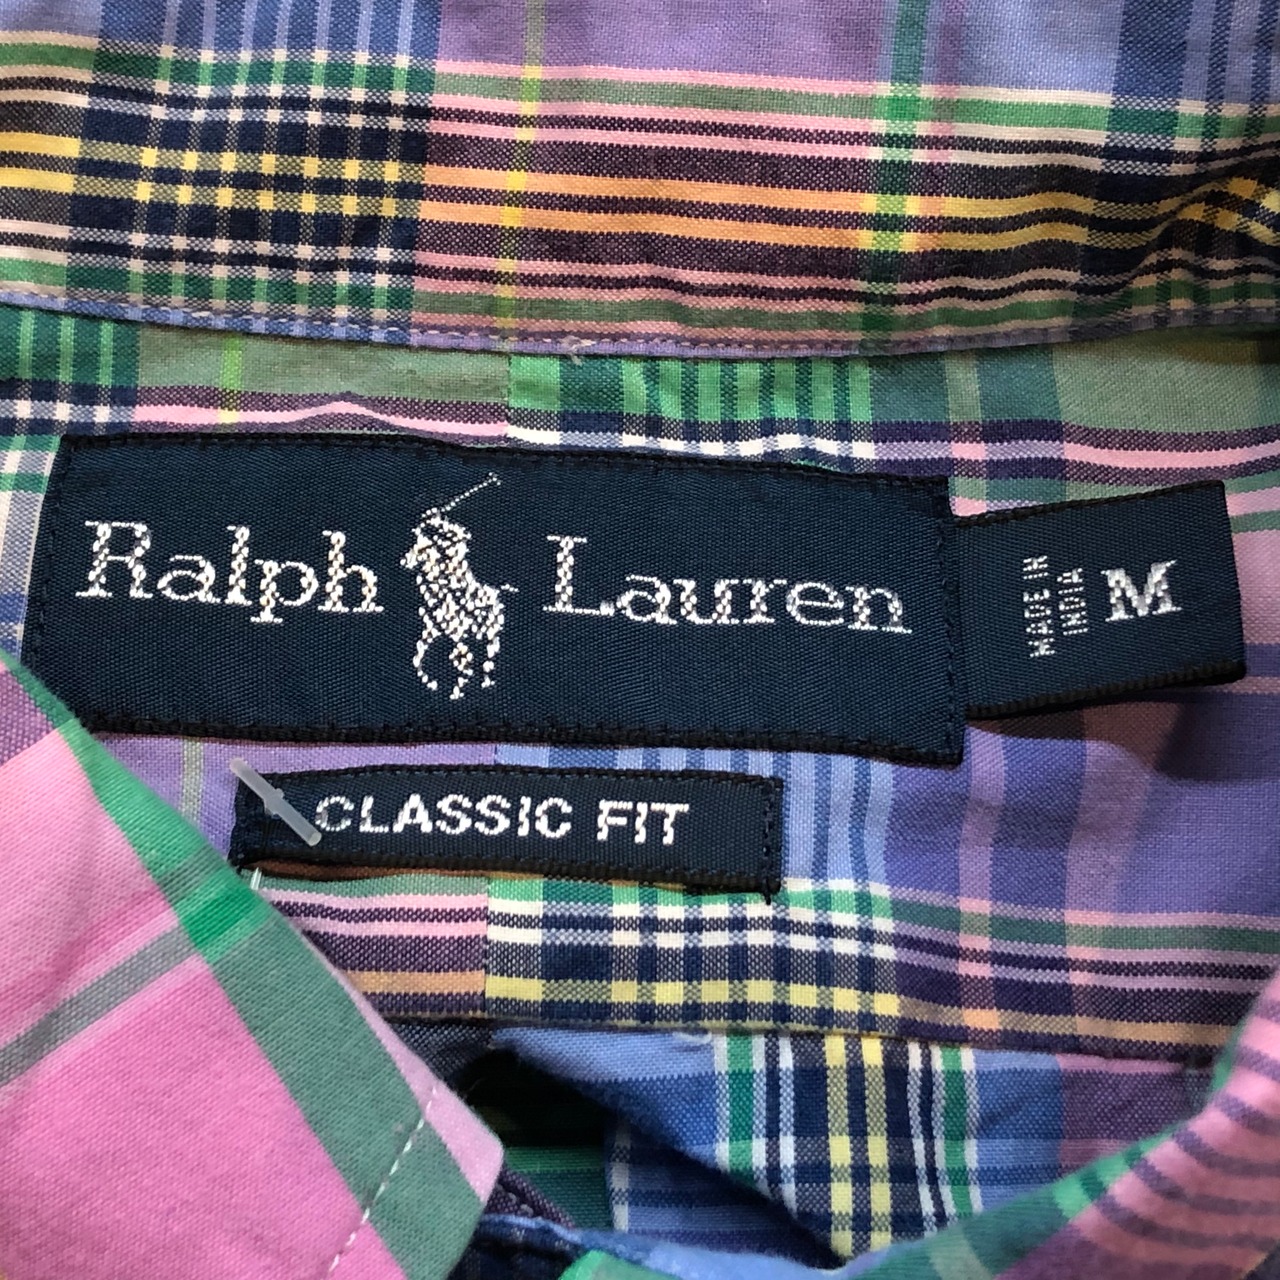 Ralph Lauren
MADE IN
INDIA
M
CLASSIC FIT